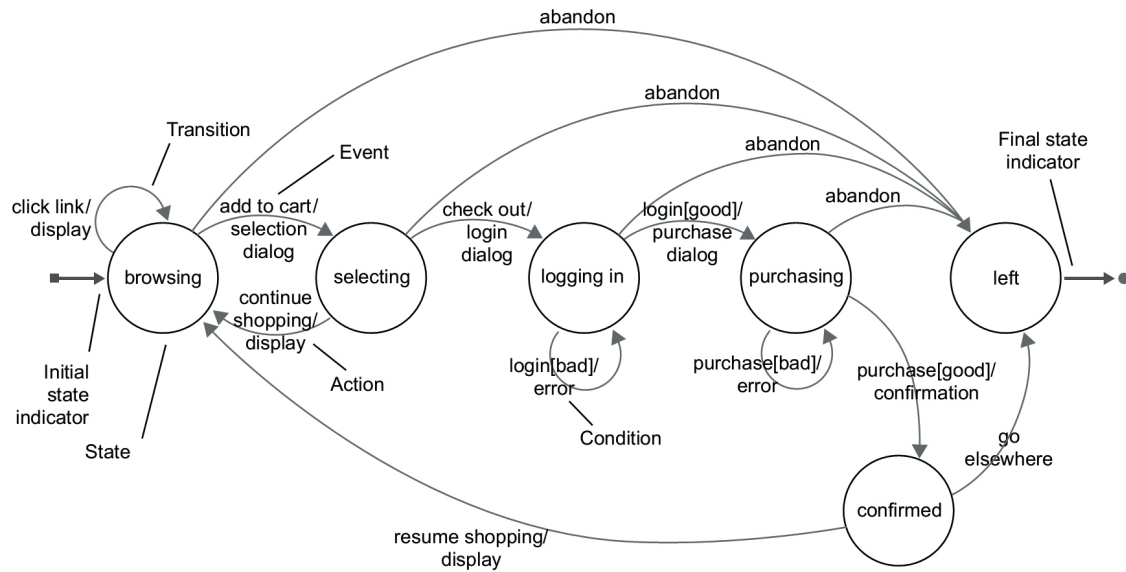 abandon
abandon
Transition
abandon
Final state
indicator
Event
abandon
click link/
display
add to cart/
selection
dialog
check out/
login
dialog
login[good]/
purchase
dialog
browsing
selecting
logging in
purchasing
left
continue
shopping/
display
login[bad]/
error
purchase[bad]/
error
purchase[good]/
confirmation
Initial
state
indicator
Action
State
Condition
go
elsewhere
confirmed
resume shopping/
display